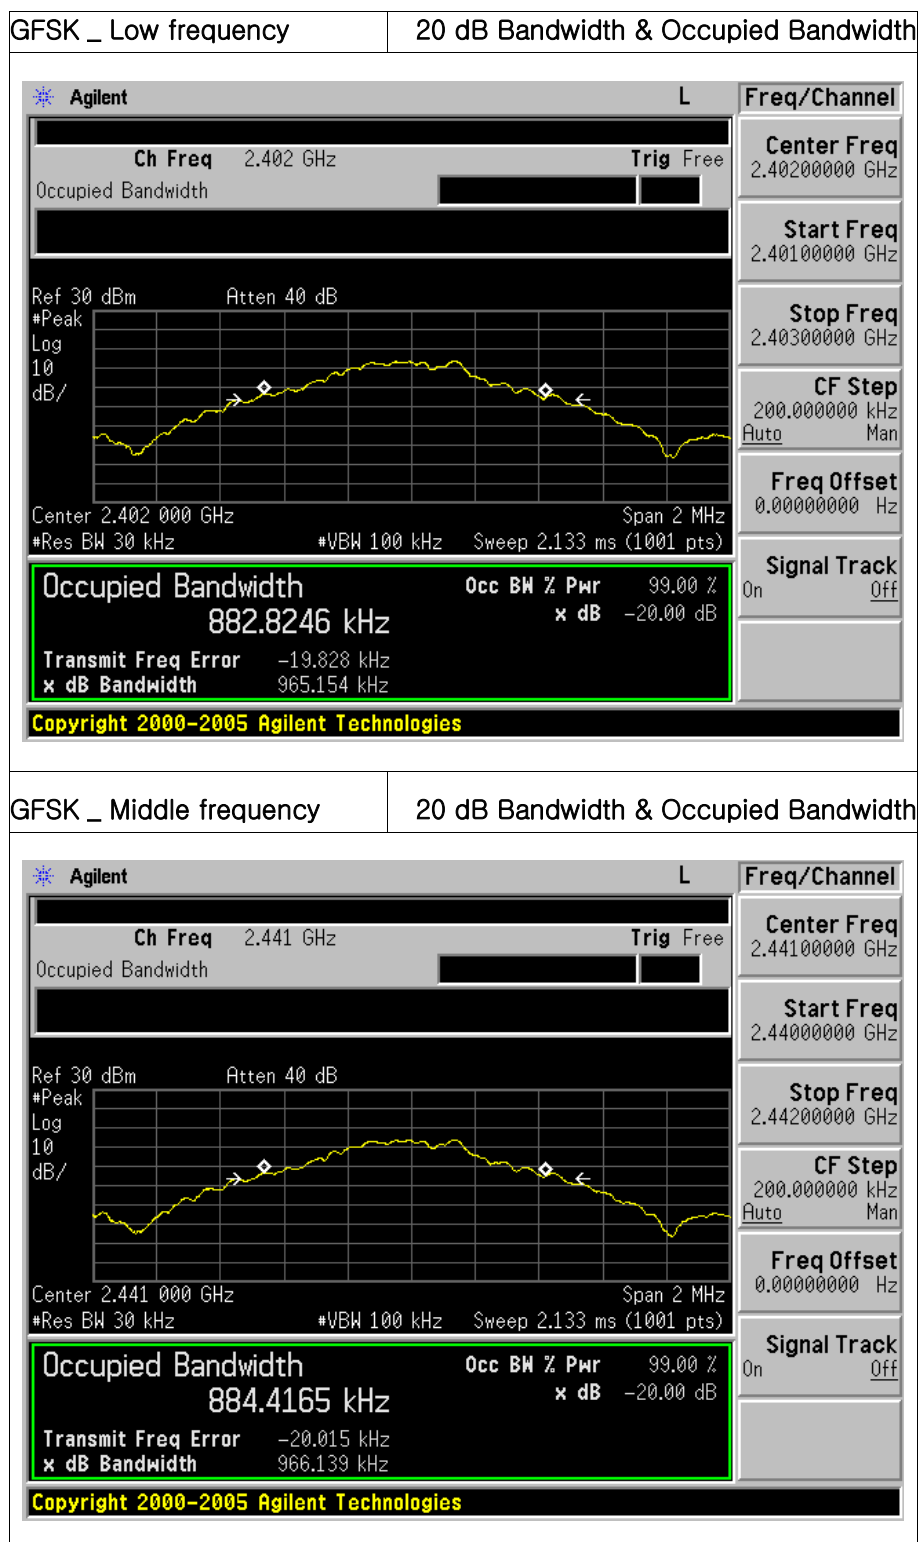 GFSK _ Low frequency 20 dB Bandwidth & Occupied Bandwidth
Agilent L Freq/Channel
Ch Freq 2.402 GHz Trig Free
Occupied Bandwidth
Center Freq
2.40200000 GHz
Start Freq
2.40100000 GHz
Stop Freq
2.40300000 GHz
CF Step
200.000000 kHz
Auto Man
Freq Offset
0.00000000 Hz
Signal Track
On Off
Ref 30 dBm Atten 40 dB
#Peak
Log
10
dB/
Center 2.402 000 GHz Span 2 MHz
#Res BW 30 kHz #VBW 100 kHz Sweep 2.133 ms (1001 pts)
Occupied Bandwidth Occ BW % Pwr 99.00 %
882.8246 kHz x dB -20.00 dB
Transmit Freq Error -19.828 kHz
x dB Bandwidth 965.154 kHz
Copyright 2000-2005 Agilent Technologies
GFSK _ Middle frequency 20 dB Bandwidth & Occupied Bandwidth
Agilent L Freq/Channel
Ch Freq 2.441 GHz Trig Free
Occupied Bandwidth
Center Freq
2.44100000 GHz
Start Freq
2.44000000 GHz
Stop Freq
2.44200000 GHz
CF Step
200.000000 kHz
Auto Man
Freq Offset
0.00000000 Hz
Signal Track
On Off
Ref 30 dBm Atten 40 dB
#Peak
Log
10
dB/
Center 2.441 000 GHz Span 2 MHz
#Res BW 30 kHz #VBW 100 kHz Sweep 2.133 ms (1001 pts)
Occupied Bandwidth Occ BW % Pwr 99.00 %
884.4165 kHz x dB -20.00 dB
Transmit Freq Error -20.015 kHz
x dB Bandwidth 966.139 kHz
Copyright 2000-2005 Agilent Technologies